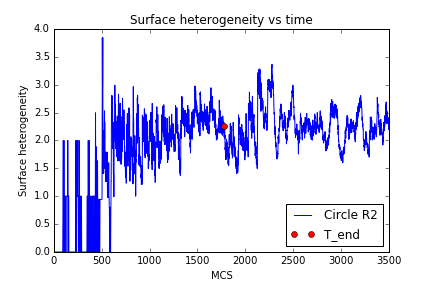 Surface heterogeneity vs time
4.0
3.5
3.0
2.5
2.0
1.5
1.0
0.5
0.0
Surface heterogeneity
Circle R2
T_end
0 500 1000 1500 2000 2500 3000 3500
MCS